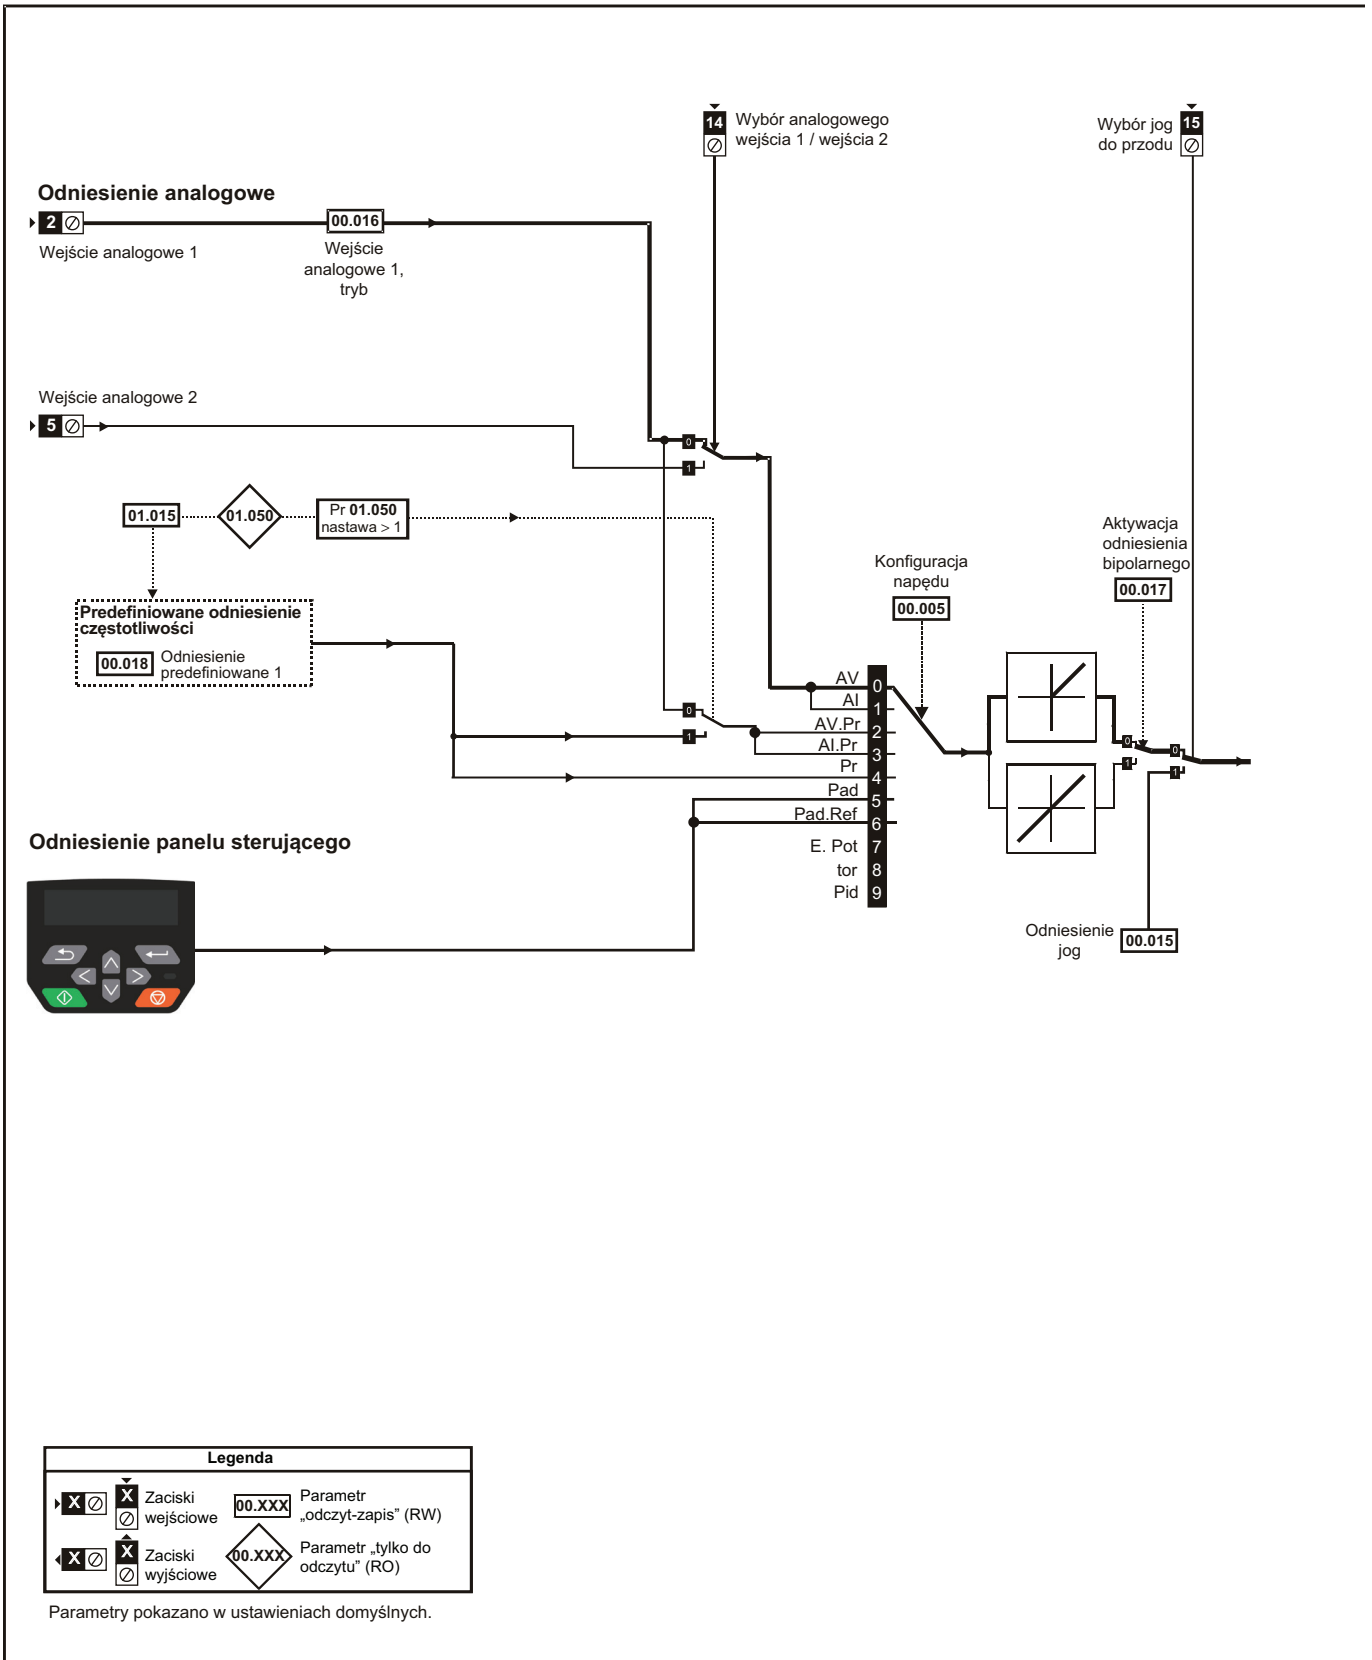 14
Wybór analogowego
wejścia 1 / wejścia 2
Wybór jog
do przodu
15
Odniesienie analogowe
2
00.016
Wejście analogowe 1
Wejście
analogowe 1,
tryb
Wejście analogowe 2
5
0
1
01.015
01.050
Pr 01.050
nastawa > 1
Aktywacja
odniesienia
bipolarnego
00.017
Konfiguracja
napędu
00.005
Predefiniowane odniesienie
częstotliwości
00.018
Odniesienie
predefiniowane 1
0
1
AV 0
AI 1
AV.Pr 2
AI.Pr 3
Pr 4
Pad 5
Pad.Ref 6
E. Pot 7
tor 8
Pid 9
0
1
0
1
Odniesienie panelu sterującego
Odniesienie
jog
00.015
Legenda
X
X
Zaciski
wejściowe
00.XXX
Parametr
„odczyt-zapis” (RW)
X
X
Zaciski
wyjściowe
00.XXX
Parametr „tylko do
odczytu” (RO)
Parametry pokazano w ustawieniach domyślnych.